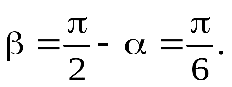 β = π/2 - α = π/6.